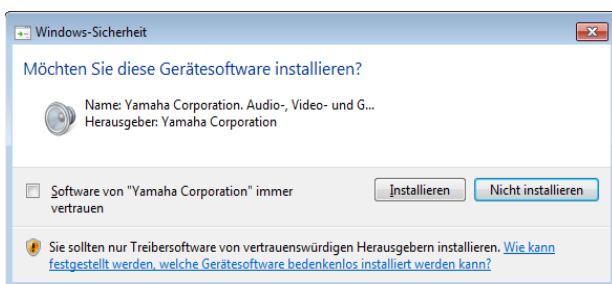 Windows-Sicherheit
Möchten Sie diese Gerätesoftware installieren?
Name: Yamaha Corporation. Audio-, Video- und G...
Herausgeber: Yamaha Corporation
Software von "Yamaha Corporation" immer
vertrauen
Installieren
Nicht installieren
Sie sollten nur Treibersoftware von vertrauenswürdigen Herausgebern installieren. Wie kann
festgestellt werden, welche Gerätesoftware bedenkenlos installiert werden kann?